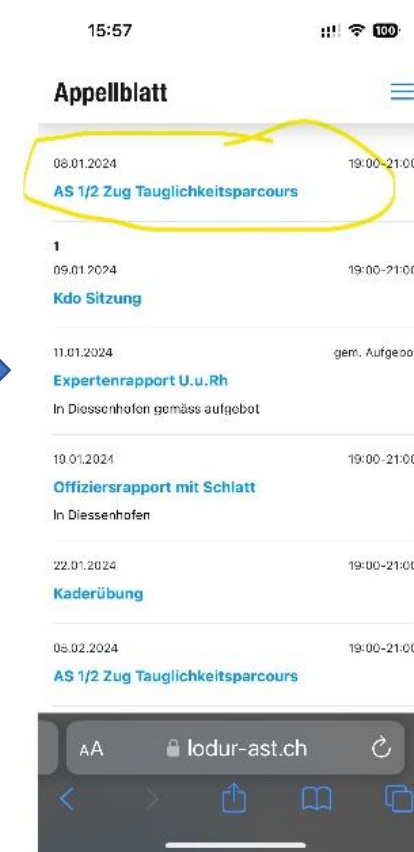 15:57
100
Appellblatt
08.01.2024 19:00-21:00
AS 1/2 Zug Tauglichkeitsparcours
1
09.01.2024 19:00-21:00
Kdo Sitzung
11.01.2024 gem. Aufgebot
Expertenrapport U.u.Rh
In Diessenhofen gemäss aufgebot
19.01.2024 19:00-21:00
Offiziersrapport mit Schlatt
In Diessenhofen
22.01.2024 19:00-21:00
Kaderübung
05.02.2024 19:00-21:00
AS 1/2 Zug Tauglichkeitsparcours
AA lodur-ast.ch